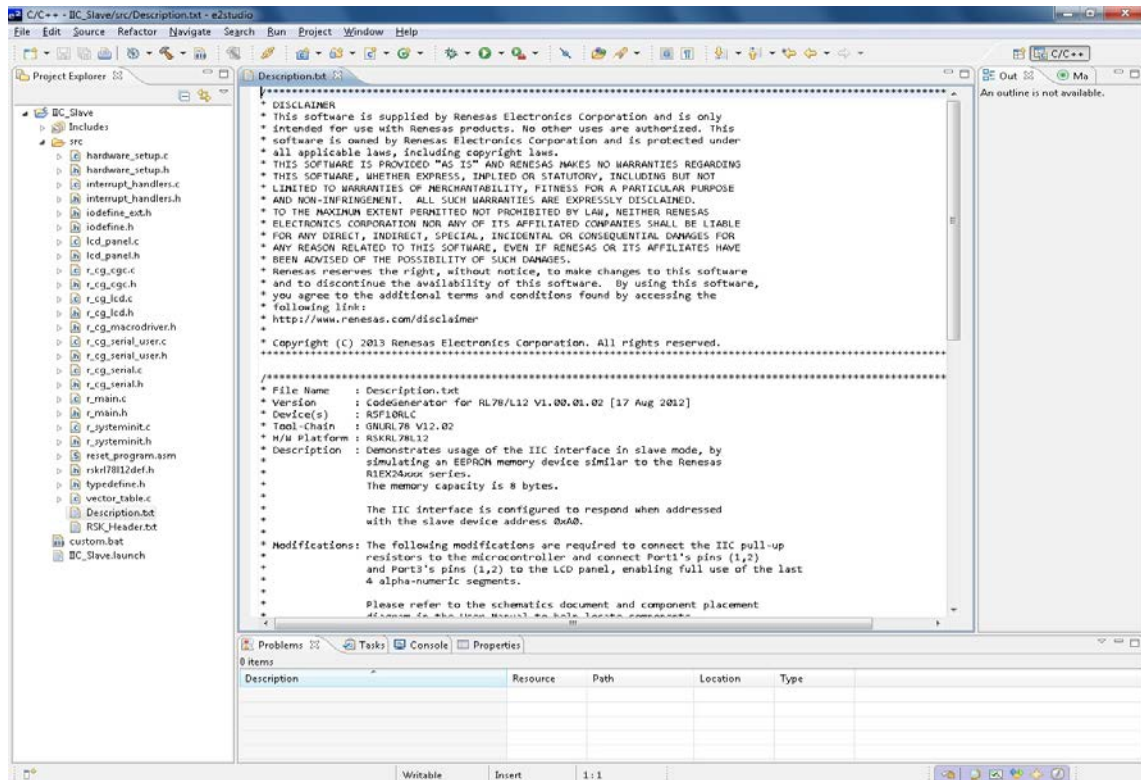 C/C++ - IIC_Slave/src/Description.txt - e2studio
File Edit Source Refactor Navigate Search Run Project Window Help
C/C++
Project Explorer
IIC_Slave
Includes
src
hardware_setup.c
hardware_setup.h
interrupt_handlers.c
interrupt_handlers.h
iodefine_ext.h
iodefine.h
lcd_panel.c
lcd_panel.h
r_cg_cgc.c
r_cg_cgc.h
r_cg_lcd.c
r_cg_lcd.h
r_cg_macrodriver.h
r_cg_serial_user.c
r_cg_serial_user.h
r_cg_serial.c
r_cg_serial.h
r_main.c
r_main.h
r_systeminit.c
r_systeminit.h
reset_program.asm
rskrl78l12def.h
typedefine.h
vector_table.c
Description.txt
RSK_Header.txt
custom.bat
IIC_Slave.launch
Description.txt
* DISCLAIMER
* This software is supplied by Renesas Electronics Corporation and is only
* intended for use with Renesas products. No other uses are authorized. This
* software is owned by Renesas Electronics Corporation and is protected under
* all applicable laws, including copyright laws.
* THIS SOFTWARE IS PROVIDED "AS IS" AND RENESAS MAKES NO WARRANTIES REGARDING
* THIS SOFTWARE, WHETHER EXPRESS, IMPLIED OR STATUTORY, INCLUDING BUT NOT
* LIMITED TO WARRANTIES OF MERCHANTABILITY, FITNESS FOR A PARTICULAR PURPOSE
* AND NON-INFRINGEMENT. ALL SUCH WARRANTIES ARE EXPRESSLY DISCLAIMED.
* TO THE MAXIMUM EXTENT PERMITTED NOT PROHIBITED BY LAW, NEITHER RENESAS
* ELECTRONICS CORPORATION NOR ANY OF ITS AFFILIATED COMPANIES SHALL BE LIABLE
* FOR ANY DIRECT, INDIRECT, SPECIAL, INCIDENTAL OR CONSEQUENTIAL DAMAGES FOR
* ANY REASON RELATED TO THIS SOFTWARE, EVEN IF RENESAS OR ITS AFFILIATES HAVE
* BEEN ADVISED OF THE POSSIBILITY OF SUCH DAMAGES.
* Renesas reserves the right, without notice, to make changes to this software
* and to discontinue the availability of this software. By using this software,
* you agree to the additional terms and conditions found by accessing the
* following link:
* http://www.renesas.com/disclaimer
*
* Copyright (C) 2013 Renesas Electronics Corporation. All rights reserved.
* File Name : Description.txt
* Version : CodeGenerator for RL78/L12 V1.00.01.02 [17 Aug 2012]
* Device(s) : R5F10RLC
* Tool-Chain : GNURL78 V12.02
* H/W Platform : RSKRL78L12
* Description : Demonstrates usage of the IIC interface in slave mode, by
* simulating an EEPROM memory device similar to the Renesas
* R1EX24xxx series.
* The memory capacity is 8 bytes.
*
* The IIC interface is configured to respond when addressed
* with the slave device address 0xA0.
*
* Modifications: The following modifications are required to connect the IIC pull-up
* resistors to the microcontroller and connect Port1's pins (1,2)
* and Port3's pins (1,2) to the LCD panel, enabling full use of the last
* 4 alpha-numeric segments.
*
* Please refer to the schematics document and component placement
* diagram in the User Manual to help locate components
Out Ma
An outline is not available.
Problems Tasks Console Properties
0 items
Description Resource Path Location Type
Writable Insert 1:1